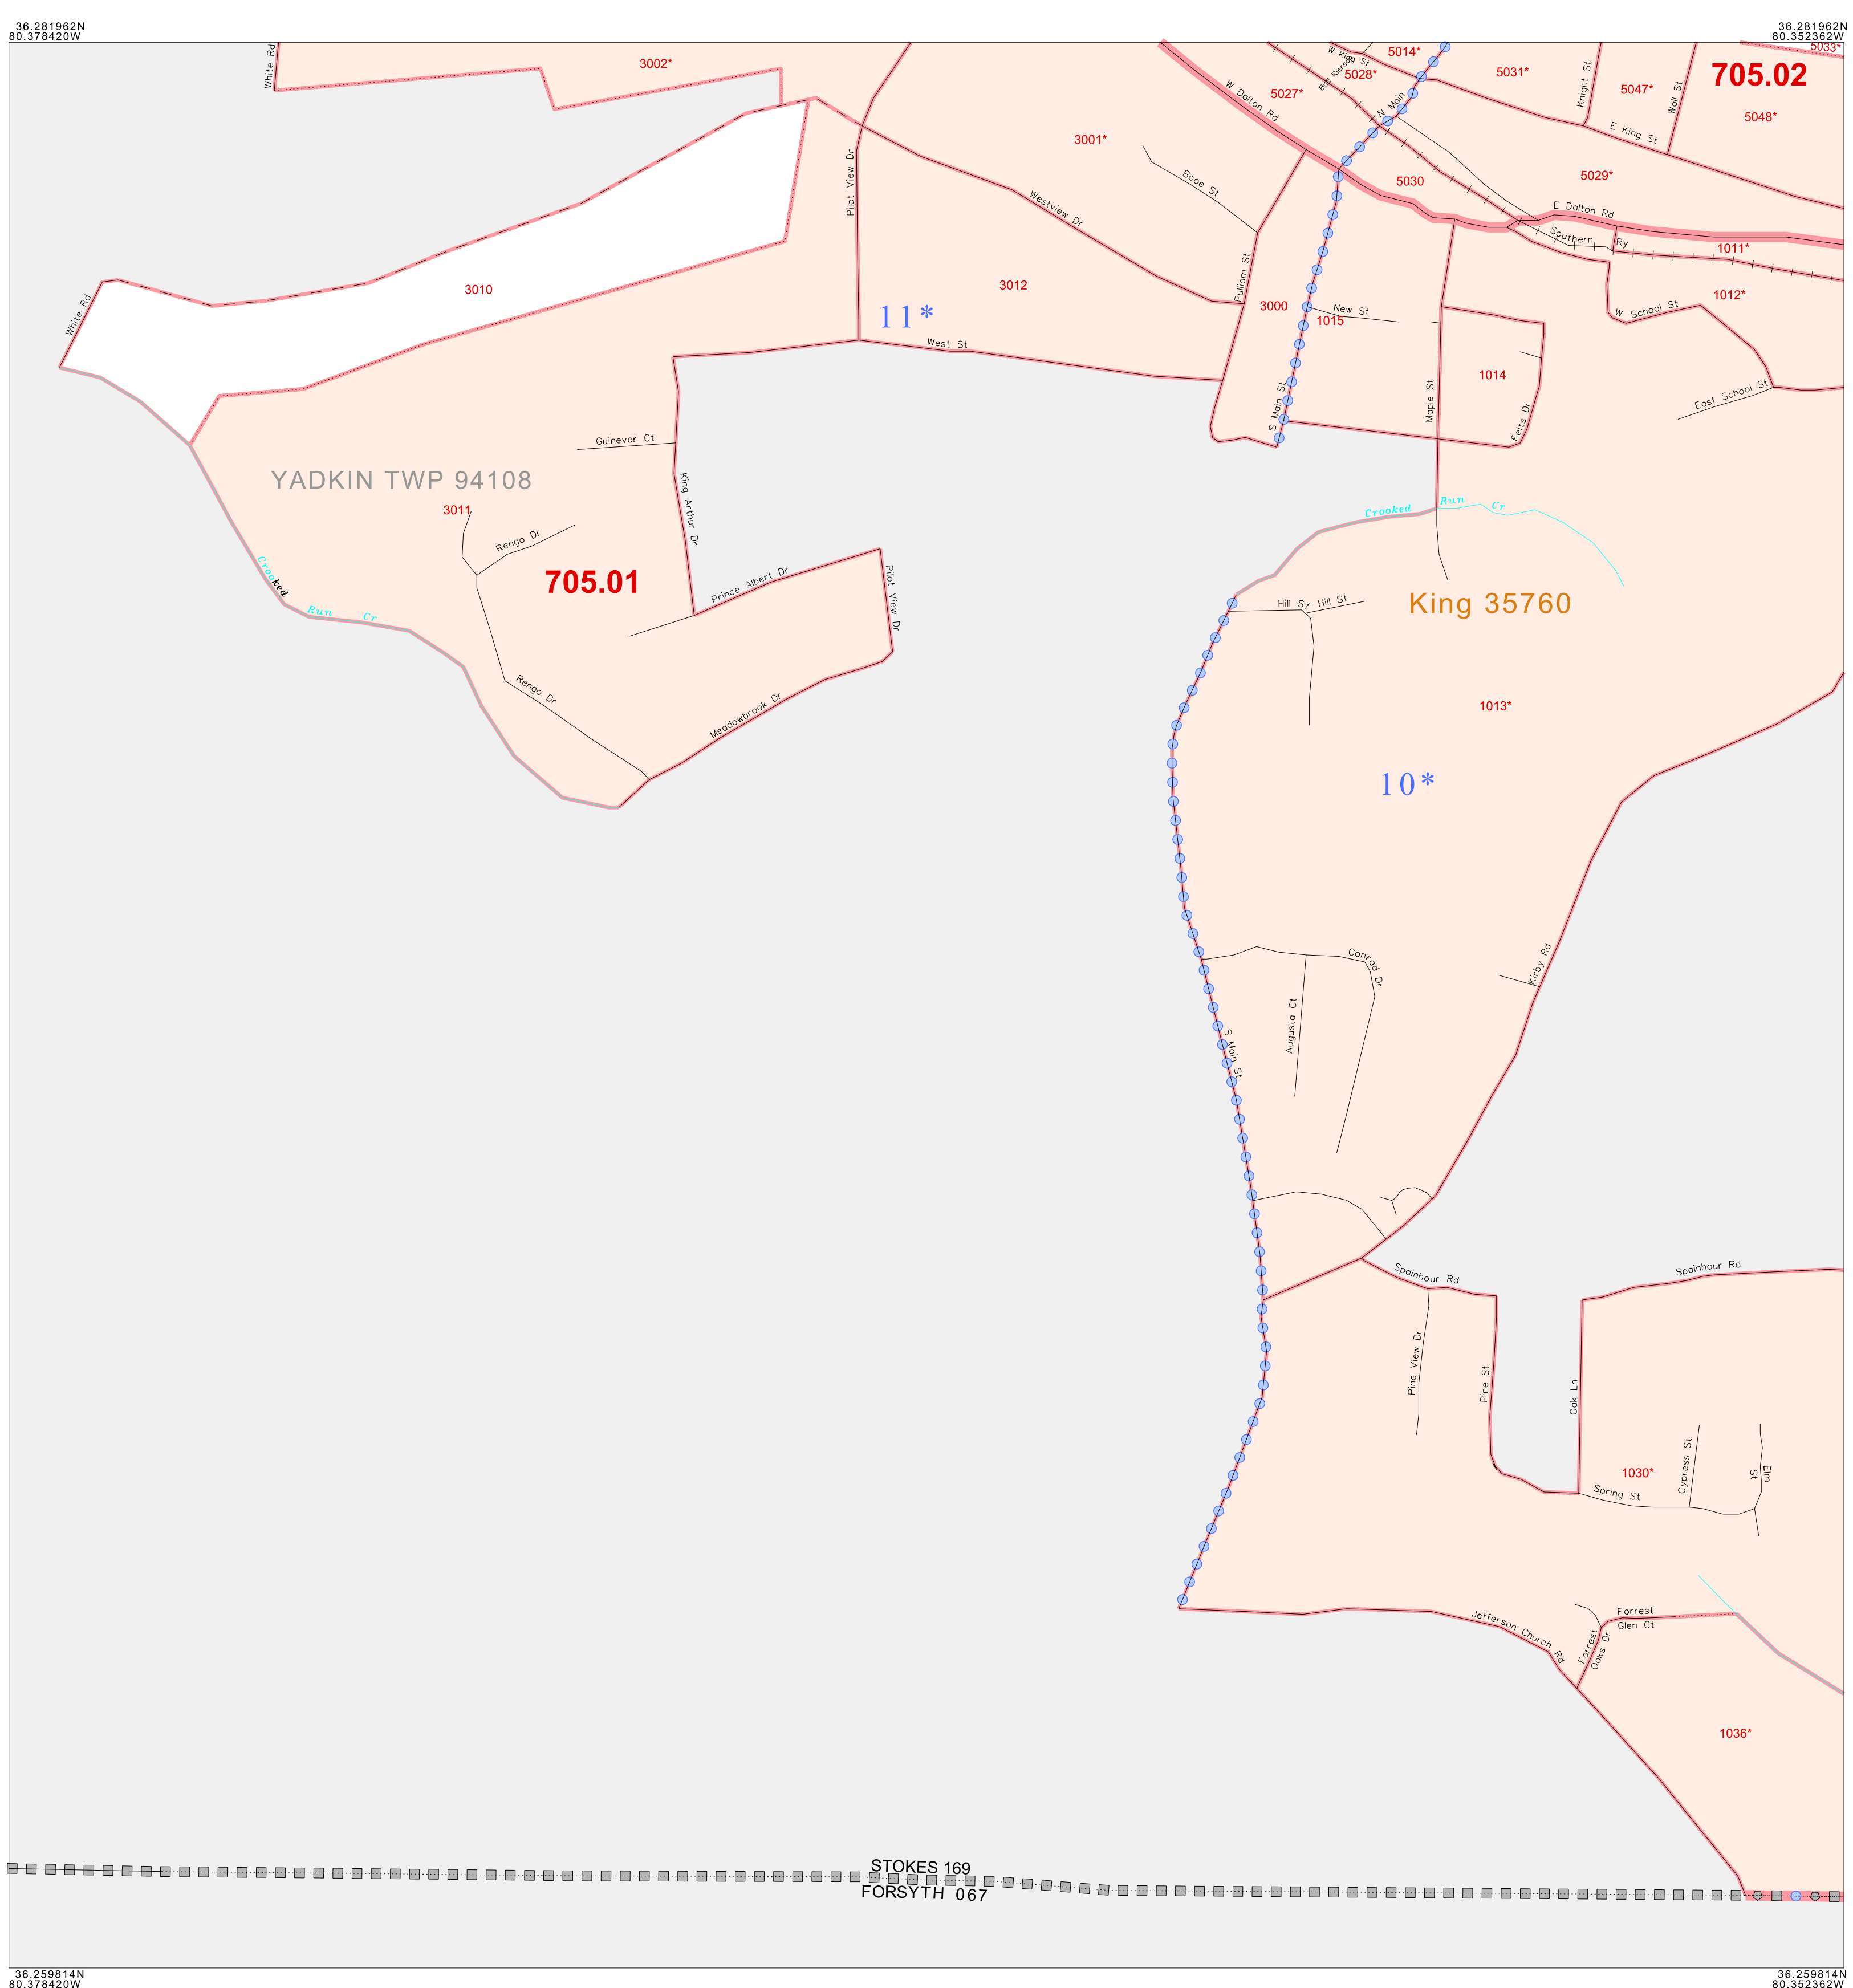 36.281962N
80.378420W
36.281962N
80.352362W
White Rd
3002*
W King St
5014*
5033*
705.02
5028*
5031*
Knight St
5047*
Wall St
5048*
W Dalton Rd
5027*
N Main
E King St
3001*
Pilot View Dr
Booe St
5030
5029*
Westview Dr
E Dalton Rd
Southern Ry
1011*
White Rd
3010
3012
Pulliam St
3000
1015
New St
1012*
W School St
11*
West St
S Main St
Maple St
1014
Felts Dr
East School St
Guinever Ct
YADKIN TWP 94108
3011
King Arthur Dr
Crooked Run Cr
Rengo Dr
705.01
Prince Albert Dr
Pilot View Dr
Crooked Run Cr
Hill St
Hill St
King 35760
Rengo Dr
Meadowbrook Dr
1013*
10*
Conrad Dr
Kirby Rd
Augusta Ct
S Main St
Spainhour Rd
Spainhour Rd
Pine View Dr
Pine St
Oak Ln
1030*
Cypress St
Elm St
Spring St
Jefferson Church Rd
Forrest Oaks Dr
Forrest
Glen Ct
1036*
STOKES 169
FORSYTH 067
36.259814N
80.378420W
36.259814N
80.352362W